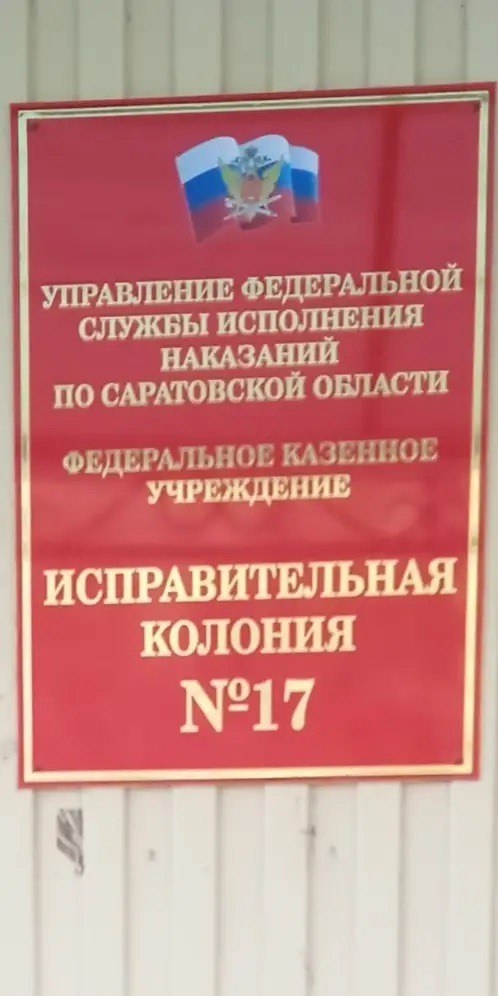 УПРАВЛЕНИЕ ФЕДЕРАЛЬНОЙ
СЛУЖБЫ ИСПОЛНЕНИЯ
НАКАЗАНИЙ
ПО САРАТОВСКОЙ ОБЛАСТИ
ФЕДЕРАЛЬНОЕ КАЗЕННОЕ
УЧРЕЖДЕНИЕ
ИСПРАВИТЕЛЬНАЯ
КОЛОНИЯ
№17